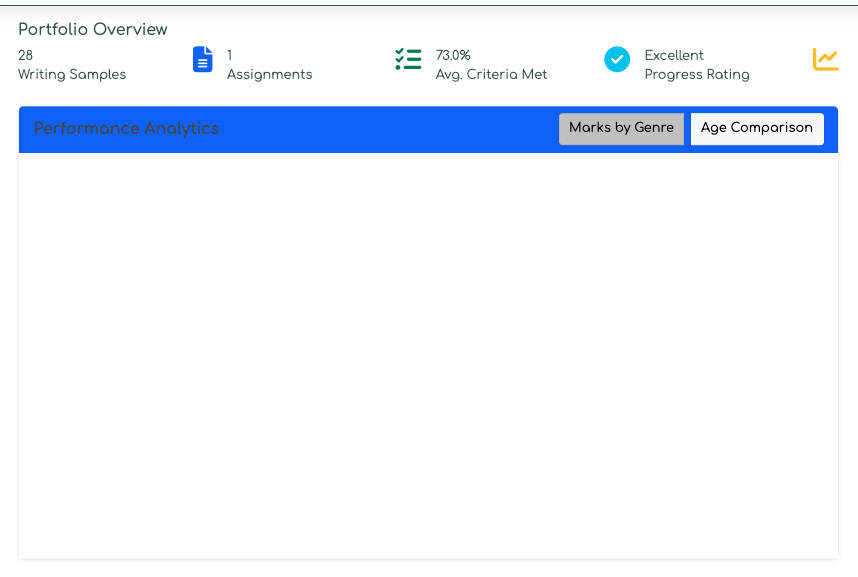 Portfolio Overview
28
Writing Samples
1
Assignments
73.0%
Avg. Criteria Met
Excellent
Progress Rating
Performance Analytics
Marks by Genre
Age Comparison